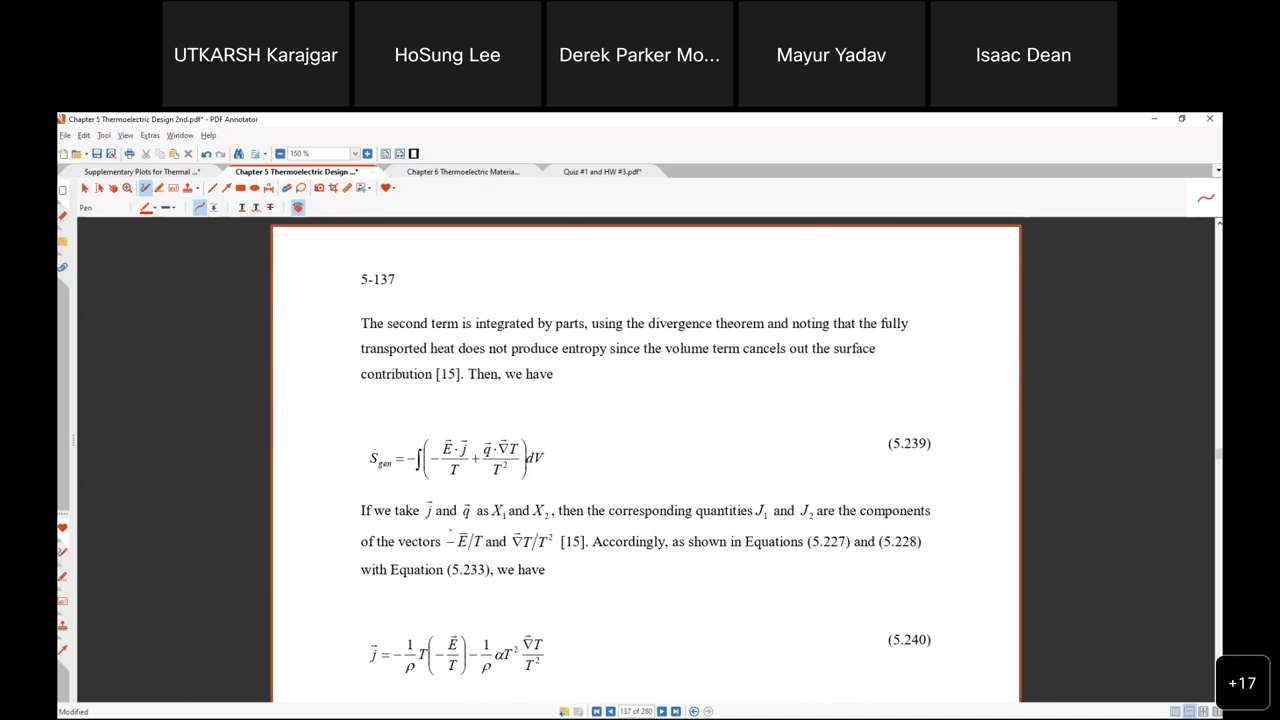 UTKARSH Karajgar
HoSung Lee
Derek Parker Mo...
Mayur Yadav
Isaac Dean
Chapter 5 Thermoelectric Design 2nd.pdf* - PDF Annotator
File Edit Tool View Extras Window Help
150 %
Supplementary Plots for Thermal ...*
Chapter 5 Thermoelectric Design ...*
Chapter 6 Thermoelectric Materia...
Quiz #1 and HW #3.pdf*
Pen
5-137
The second term is integrated by parts, using the divergence theorem and noting that the fully
transported heat does not produce entropy since the volume term cancels out the surface
contribution [15]. Then, we have
Ṡ_gen = −∫(−(E⃗·j⃗)/T + (q⃗·∇⃗T)/T²)dV (5.239)
If we take j⃗ and q⃗ as X₁ and X₂, then the corresponding quantities J₁ and J₂ are the components
of the vectors −E⃗/T and ∇⃗T/T² [15]. Accordingly, as shown in Equations (5.227) and (5.228)
with Equation (5.233), we have
j⃗ = −(1/ρ)T(−E⃗/T) − (1/ρ)αT² (∇⃗T/T²) (5.240)
+17
Modified
137 of 280